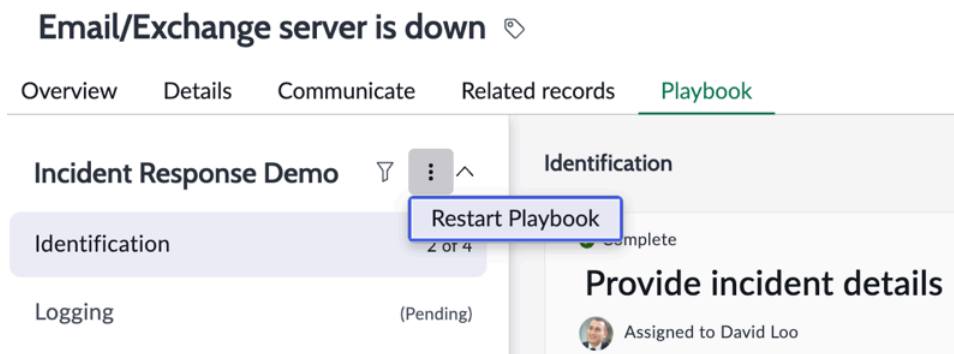 Email/Exchange server is down
Overview Details Communicate Related records Playbook
Incident Response Demo
Restart Playbook
Identification 2 of 4
Logging (Pending)
Identification
Complete
Provide incident details
Assigned to David Loo